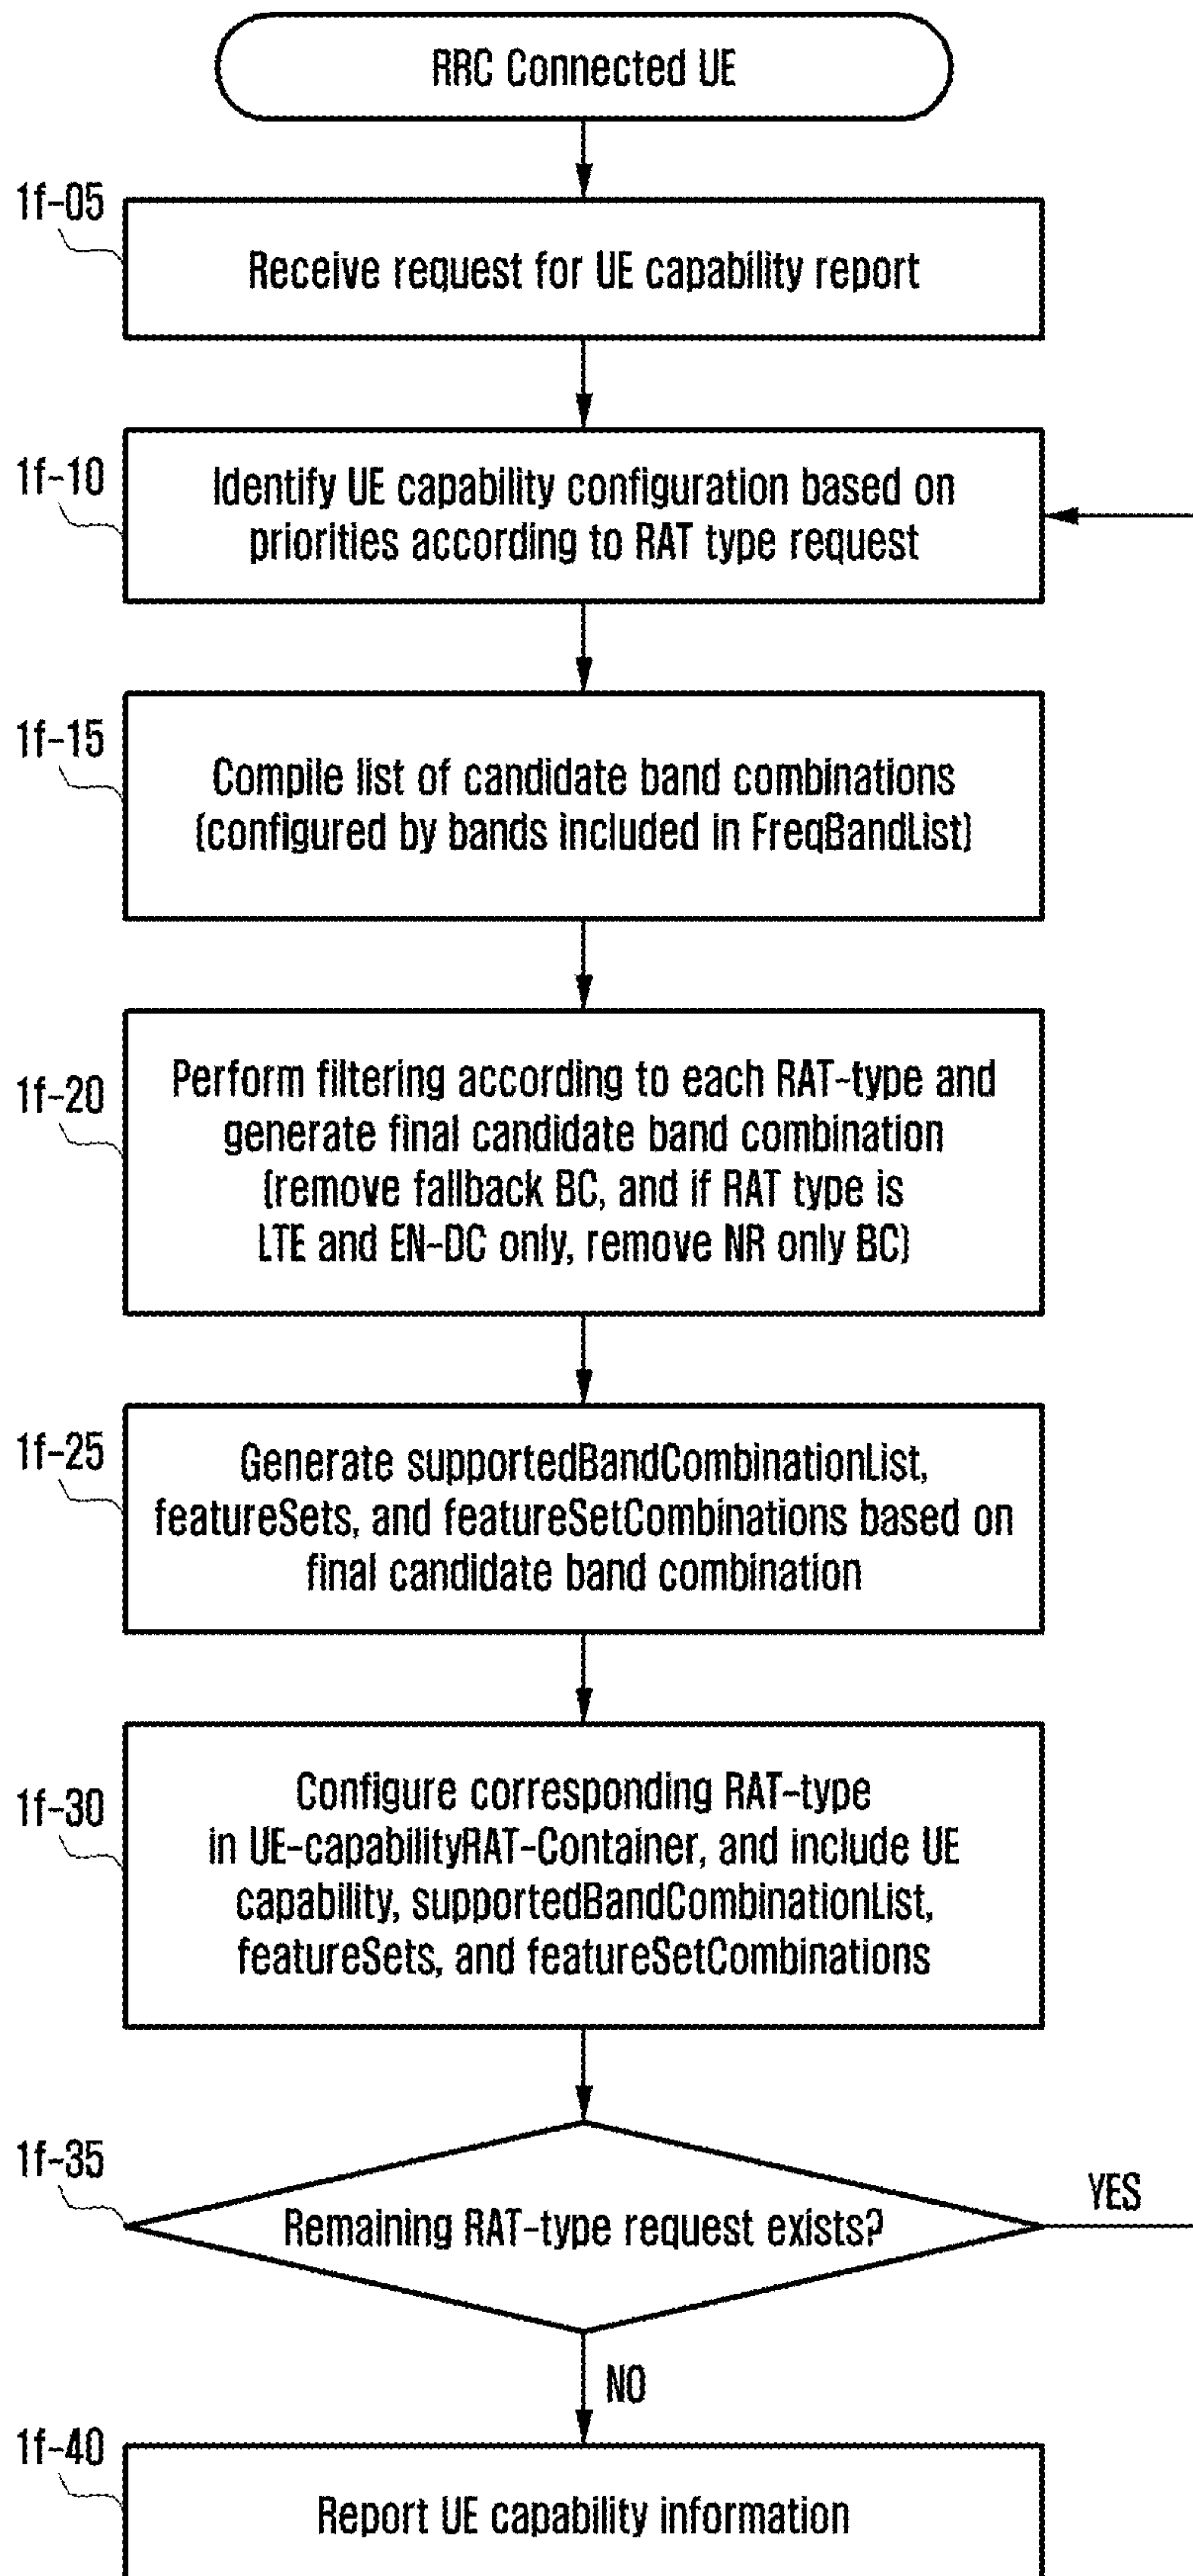 RRC Connected UE
1f-05
Receive request for UE capability report
1f-10
Identify UE capability configuration based on
priorities according to RAT type request
1f-15
Compile list of candidate band combinations
(configured by bands included in FreqBandList)
1f-20
Perform filtering according to each RAT-type and
generate final candidate band combination
(remove fallback BC, and if RAT type is
LTE and EN-DC only, remove NR only BC)
1f-25
Generate supportedBandCombinationList,
featureSets, and featureSetCombinations based on
final candidate band combination
1f-30
Configure corresponding RAT-type
in UE-capabilityRAT-Container, and include UE
capability, supportedBandCombinationList,
featureSets, and featureSetCombinations
1f-35
Remaining RAT-type request exists?
YES
NO
1f-40
Report UE capability information